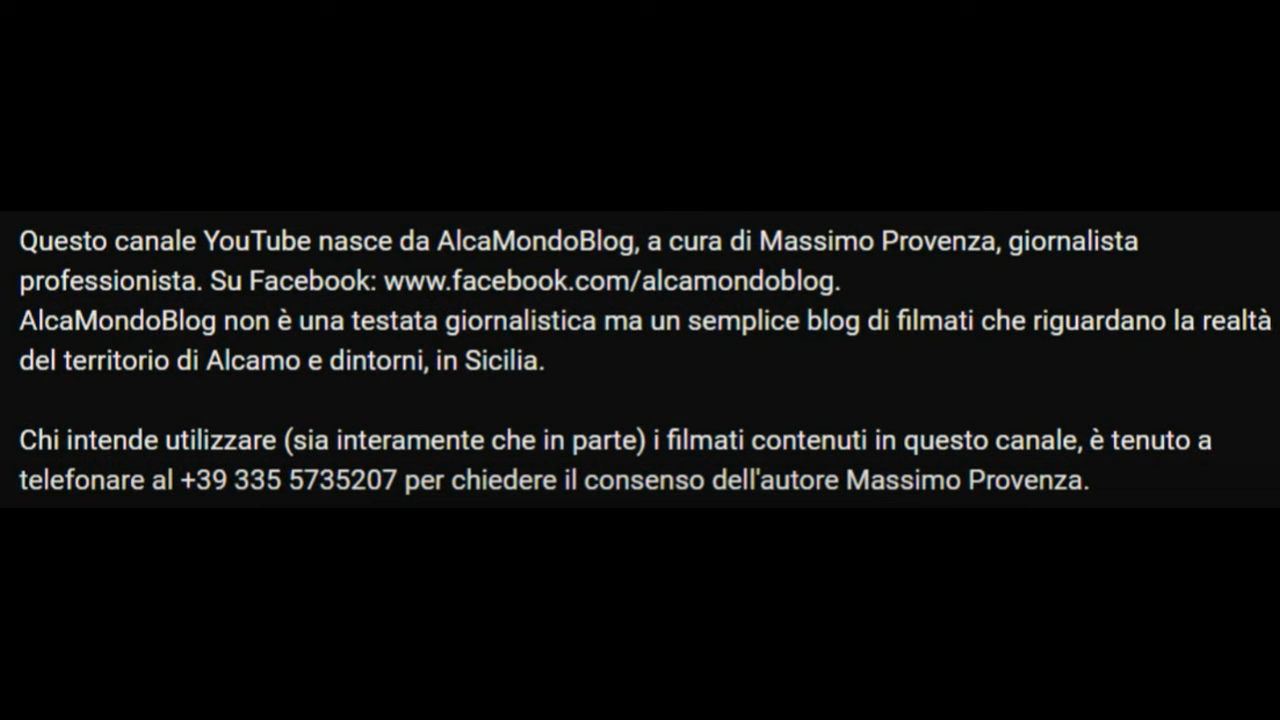 Questo canale YouTube nasce da AlcaMondoBlog, a cura di Massimo Provenza, giornalista
professionista. Su Facebook: www.facebook.com/alcamondoblog.
AlcaMondoBlog non è una testata giornalistica ma un semplice blog di filmati che riguardano la realtà
del territorio di Alcamo e dintorni, in Sicilia.
Chi intende utilizzare (sia interamente che in parte) i filmati contenuti in questo canale, è tenuto a
telefonare al +39 335 5735207 per chiedere il consenso dell'autore Massimo Provenza.